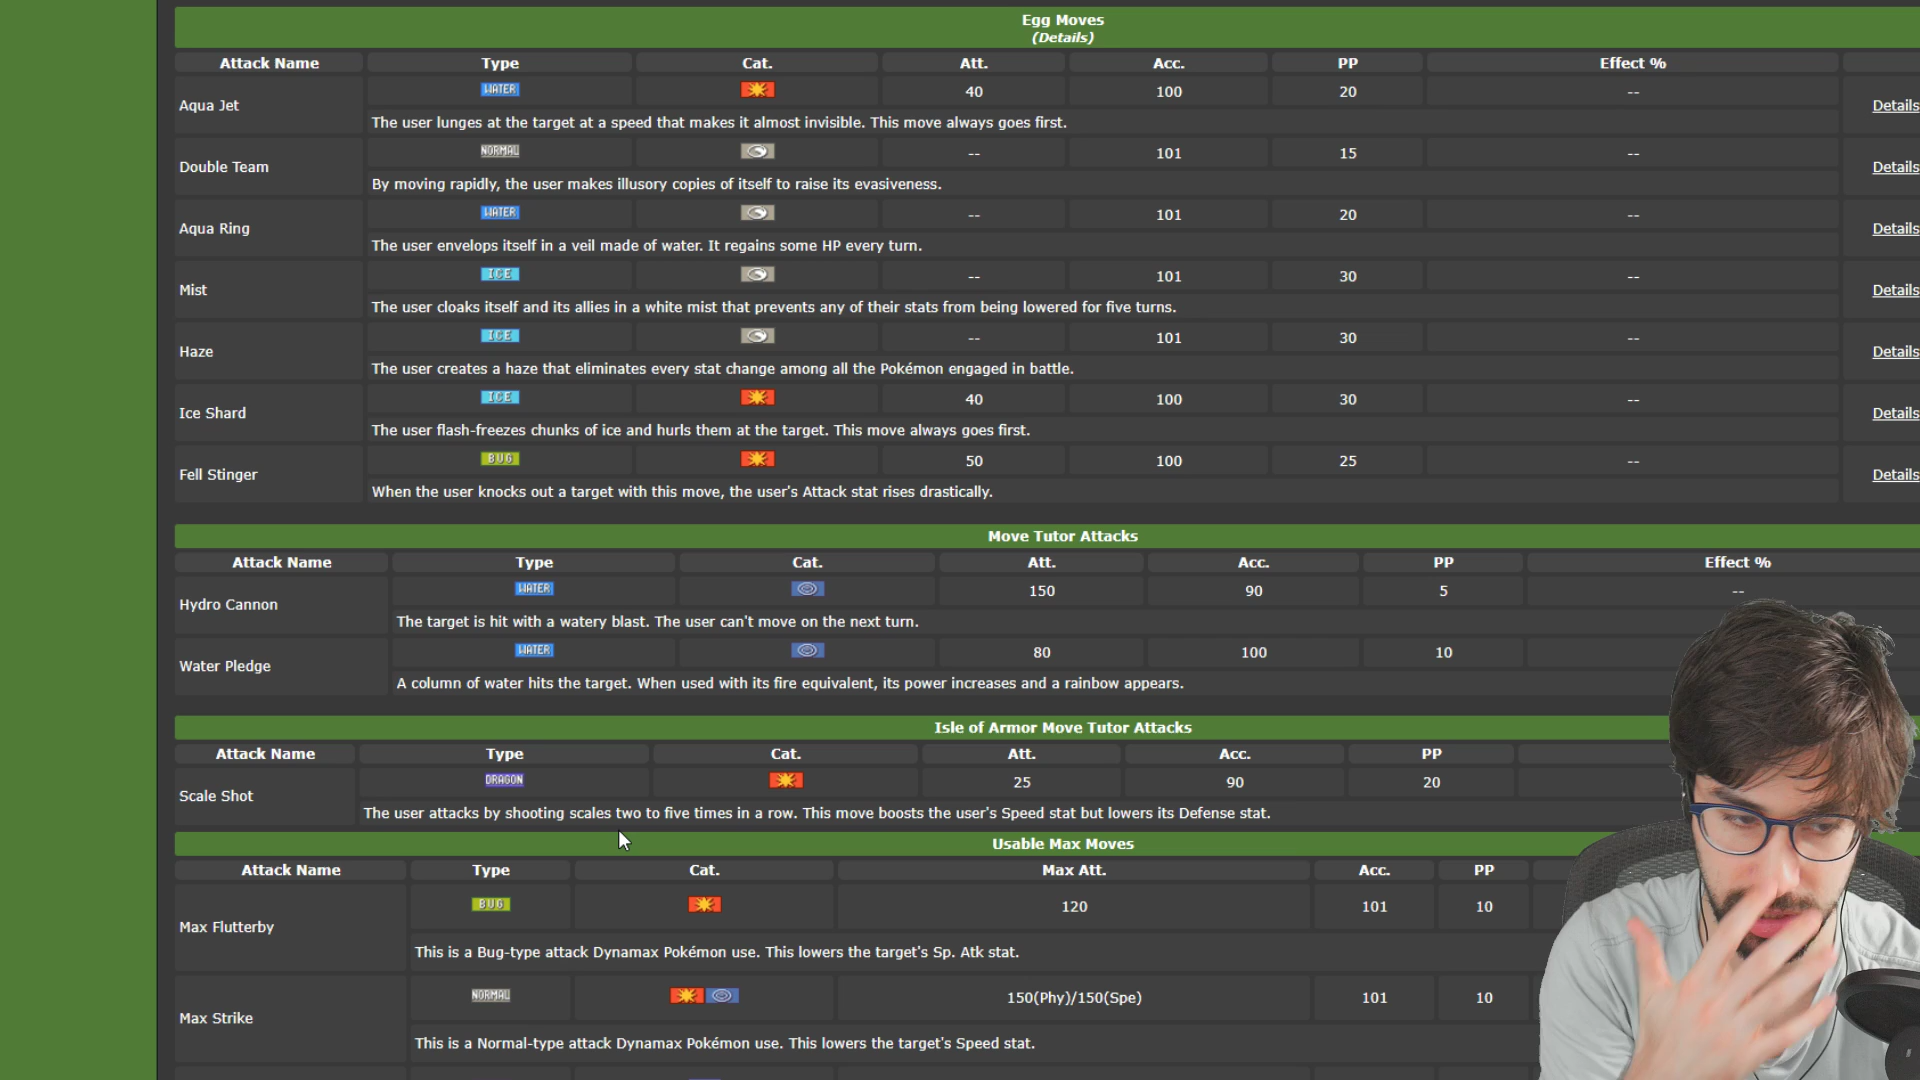 Egg Moves
(Details)
Attack Name Type Cat. Att. Acc. PP Effect %
Aqua Jet WATER 40 100 20 -- Details
The user lunges at the target at a speed that makes it almost invisible. This move always goes first.
Double Team NORMAL -- 101 15 -- Details
By moving rapidly, the user makes illusory copies of itself to raise its evasiveness.
Aqua Ring WATER -- 101 20 -- Details
The user envelops itself in a veil made of water. It regains some HP every turn.
Mist ICE -- 101 30 -- Details
The user cloaks itself and its allies in a white mist that prevents any of their stats from being lowered for five turns.
Haze ICE -- 101 30 -- Details
The user creates a haze that eliminates every stat change among all the Pokémon engaged in battle.
Ice Shard ICE 40 100 30 -- Details
The user flash-freezes chunks of ice and hurls them at the target. This move always goes first.
Fell Stinger BUG 50 100 25 -- Details
When the user knocks out a target with this move, the user's Attack stat rises drastically.
Move Tutor Attacks
Attack Name Type Cat. Att. Acc. PP Effect %
Hydro Cannon WATER 150 90 5 --
The target is hit with a watery blast. The user can't move on the next turn.
Water Pledge WATER 80 100 10
A column of water hits the target. When used with its fire equivalent, its power increases and a rainbow appears.
Isle of Armor Move Tutor Attacks
Attack Name Type Cat. Att. Acc. PP
Scale Shot DRAGON 25 90 20
The user attacks by shooting scales two to five times in a row. This move boosts the user's Speed stat but lowers its Defense stat.
Usable Max Moves
Attack Name Type Cat. Max Att. Acc. PP
Max Flutterby BUG 120 101 10
This is a Bug-type attack Dynamax Pokémon use. This lowers the target's Sp. Atk stat.
Max Strike NORMAL 150(Phy)/150(Spe) 101 10
This is a Normal-type attack Dynamax Pokémon use. This lowers the target's Speed stat.